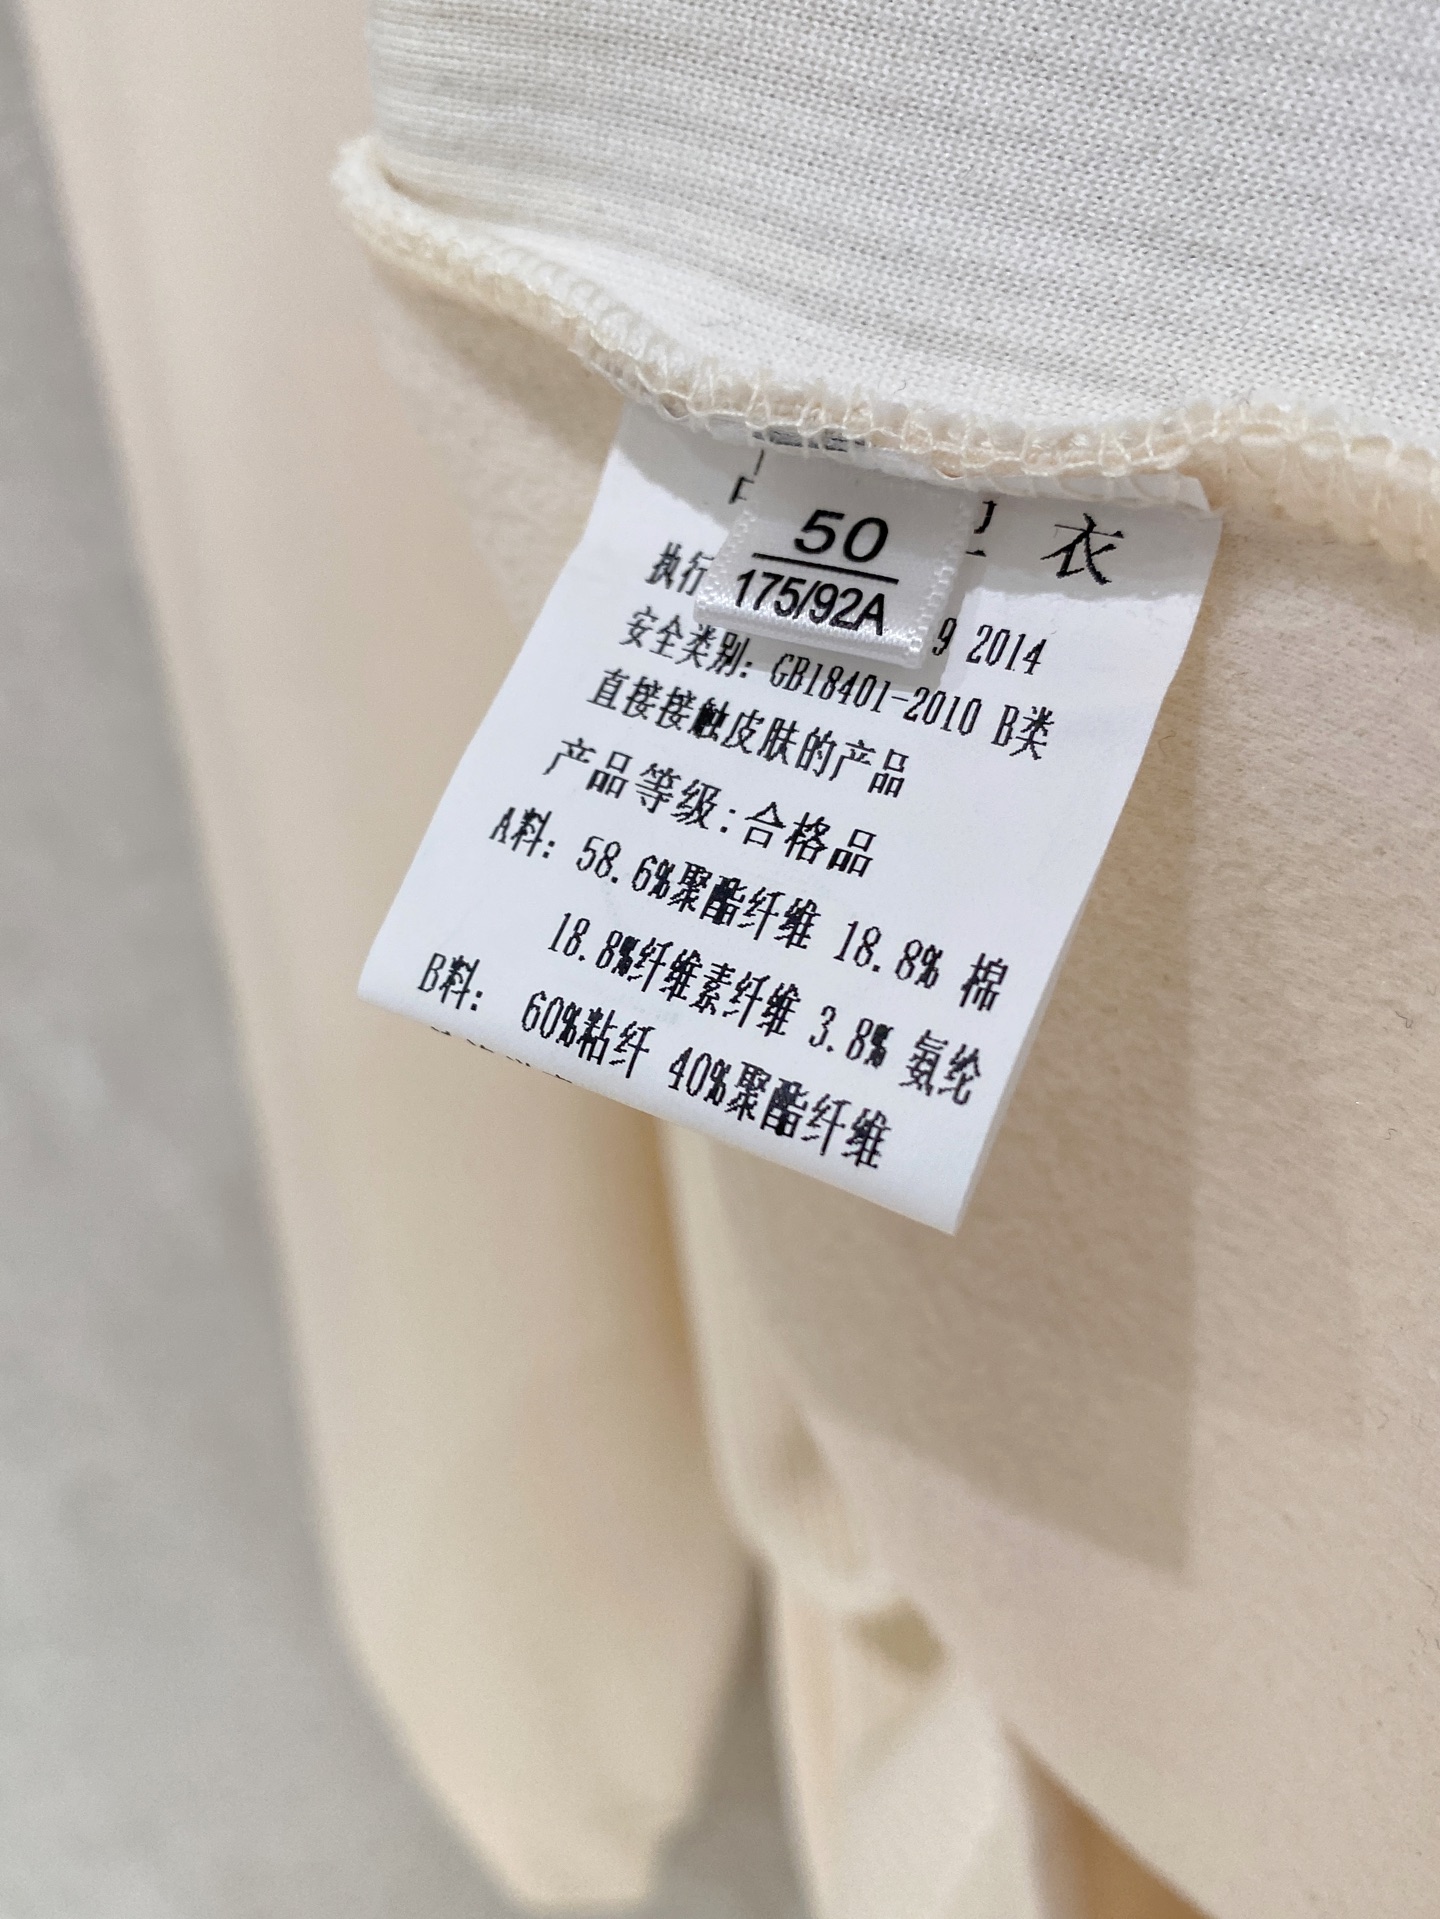 50
175/92A
衣
执行
9 2014
安全类别: GB18401-2010 B类
直接接触皮肤的产品
产品等级:合格品
A料: 58.6%聚酯纤维 18.8% 棉
18.8%纤维素纤维 3.8% 氨纶
B料: 60%粘纤 40%聚酯纤维